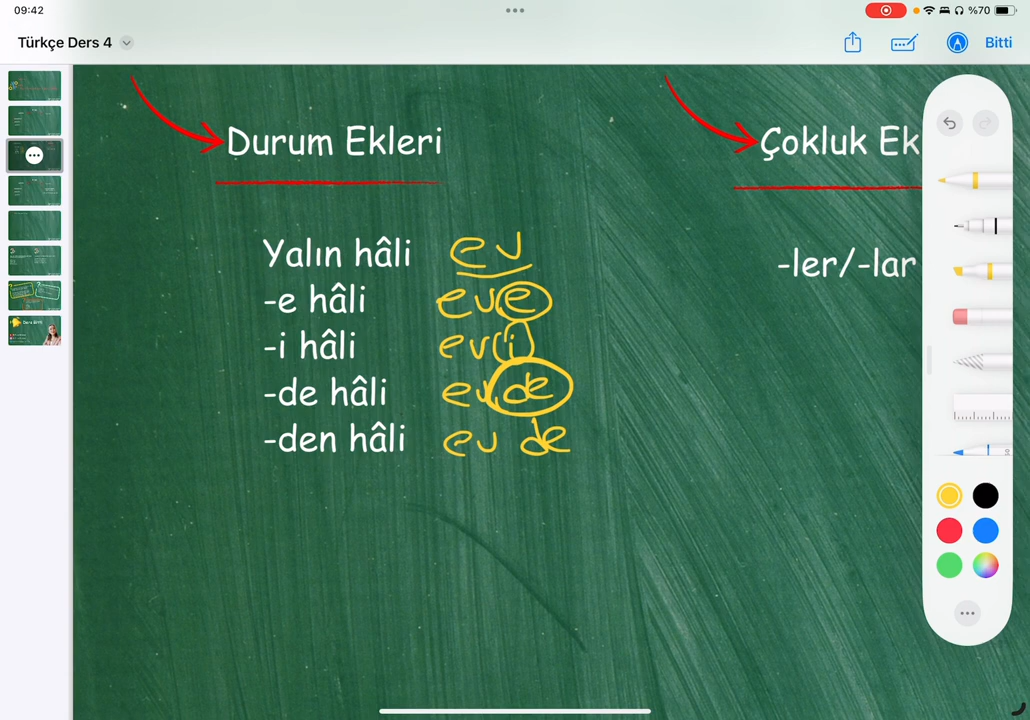 09:42
%70
Türkçe Ders 4
Bitti
Durum Ekleri
Çokluk Ek
Yalın hâli ev
-ler/-lar
-e hâli eve
-i hâli evi
-de hâli evde
-den hâli ev de